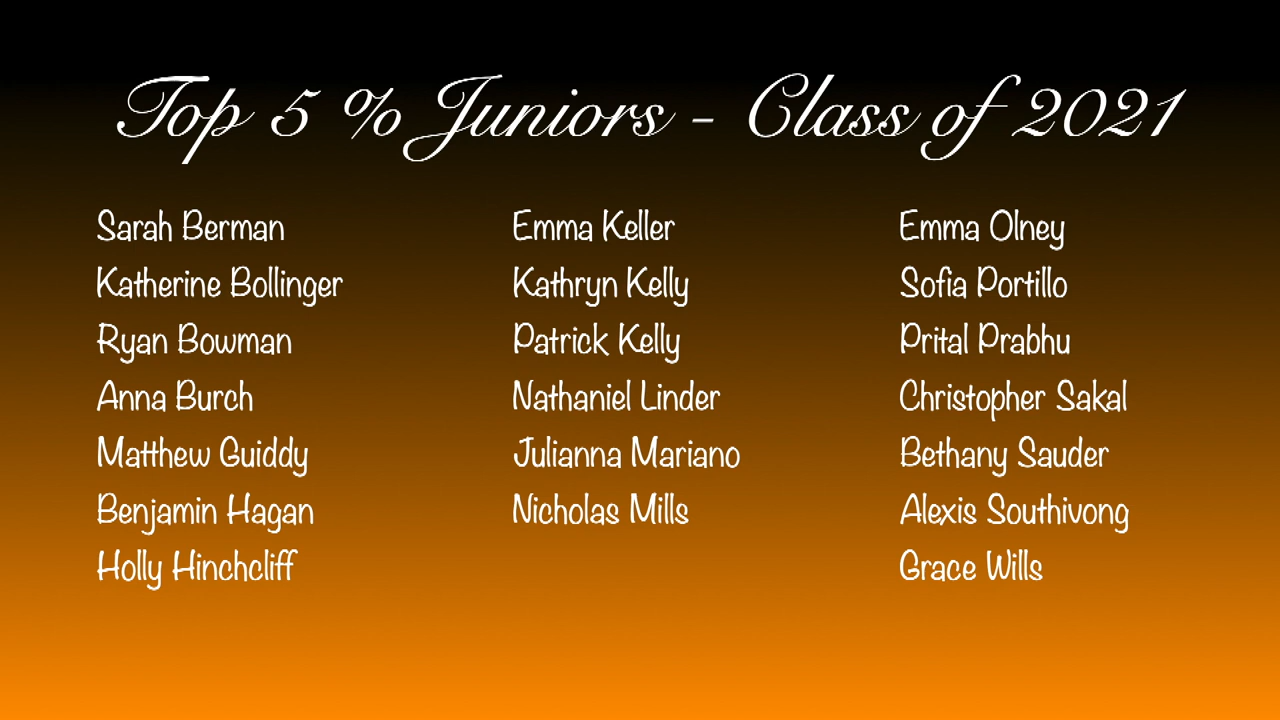 Top 5 % Juniors - Class of 2021
Sarah Berman
Katherine Bollinger
Ryan Bowman
Anna Burch
Matthew Guiddy
Benjamin Hagan
Holly Hinchcliff
Emma Keller
Kathryn Kelly
Patrick Kelly
Nathaniel Linder
Julianna Mariano
Nicholas Mills
Emma Olney
Sofia Portillo
Prital Prabhu
Christopher Sakal
Bethany Sauder
Alexis Southivong
Grace Wills